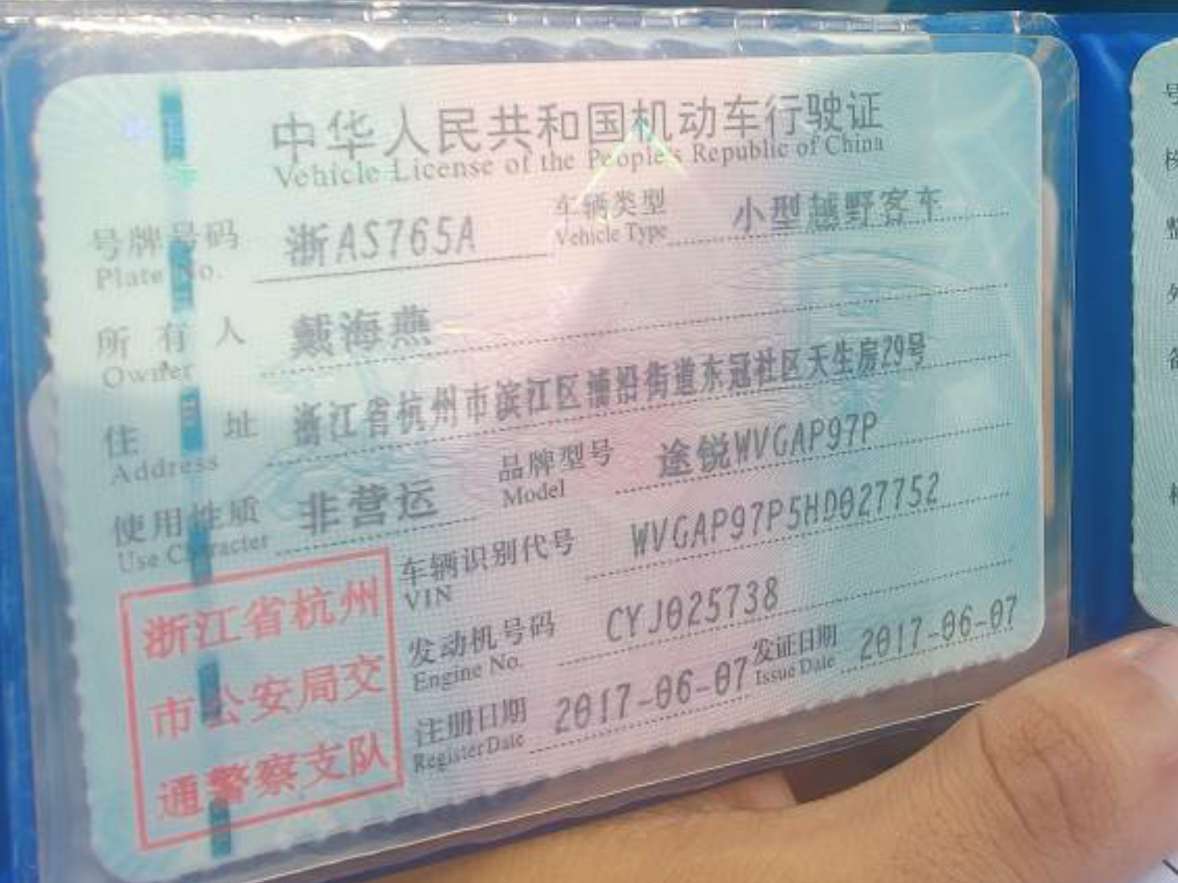 中华人民共和国机动车行驶证
Vehicle License of the People's Republic of China
号牌号码 浙AS765A 车辆类型 小型越野客车
Plate No. Vehicle Type
所有人 戴海燕
Owner
住址 浙江省杭州市滨江区浦沿街道东冠社区天生房29号
Address
使用性质 非营运 品牌型号 途锐WVGAP97P
Use Character Model
车辆识别代号 WVGAP97P5HD027752
VIN
发动机号码 CYJ025738
Engine No.
注册日期 2017-06-07 发证日期 2017-06-07
Register Date Issue Date
浙江省杭州
市公安局交
通警察支队
号